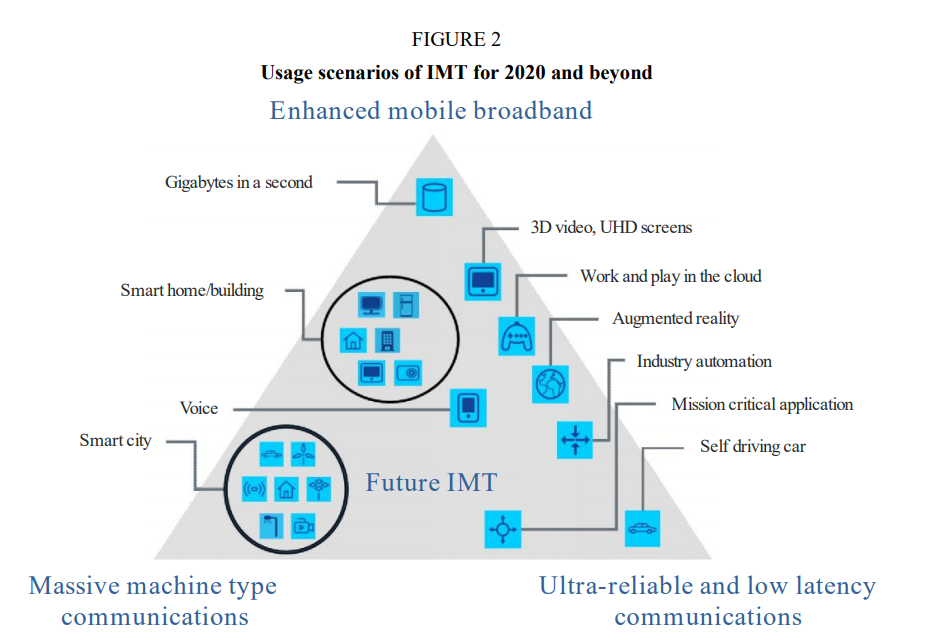 FIGURE 2
Usage scenarios of IMT for 2020 and beyond
Enhanced mobile broadband
Gigabytes in a second
3D video, UHD screens
Work and play in the cloud
Smart home/building
Augmented reality
Industry automation
Mission critical application
Voice
Smart city
Self driving car
Future IMT
Massive machine type
communications
Ultra-reliable and low latency
communications